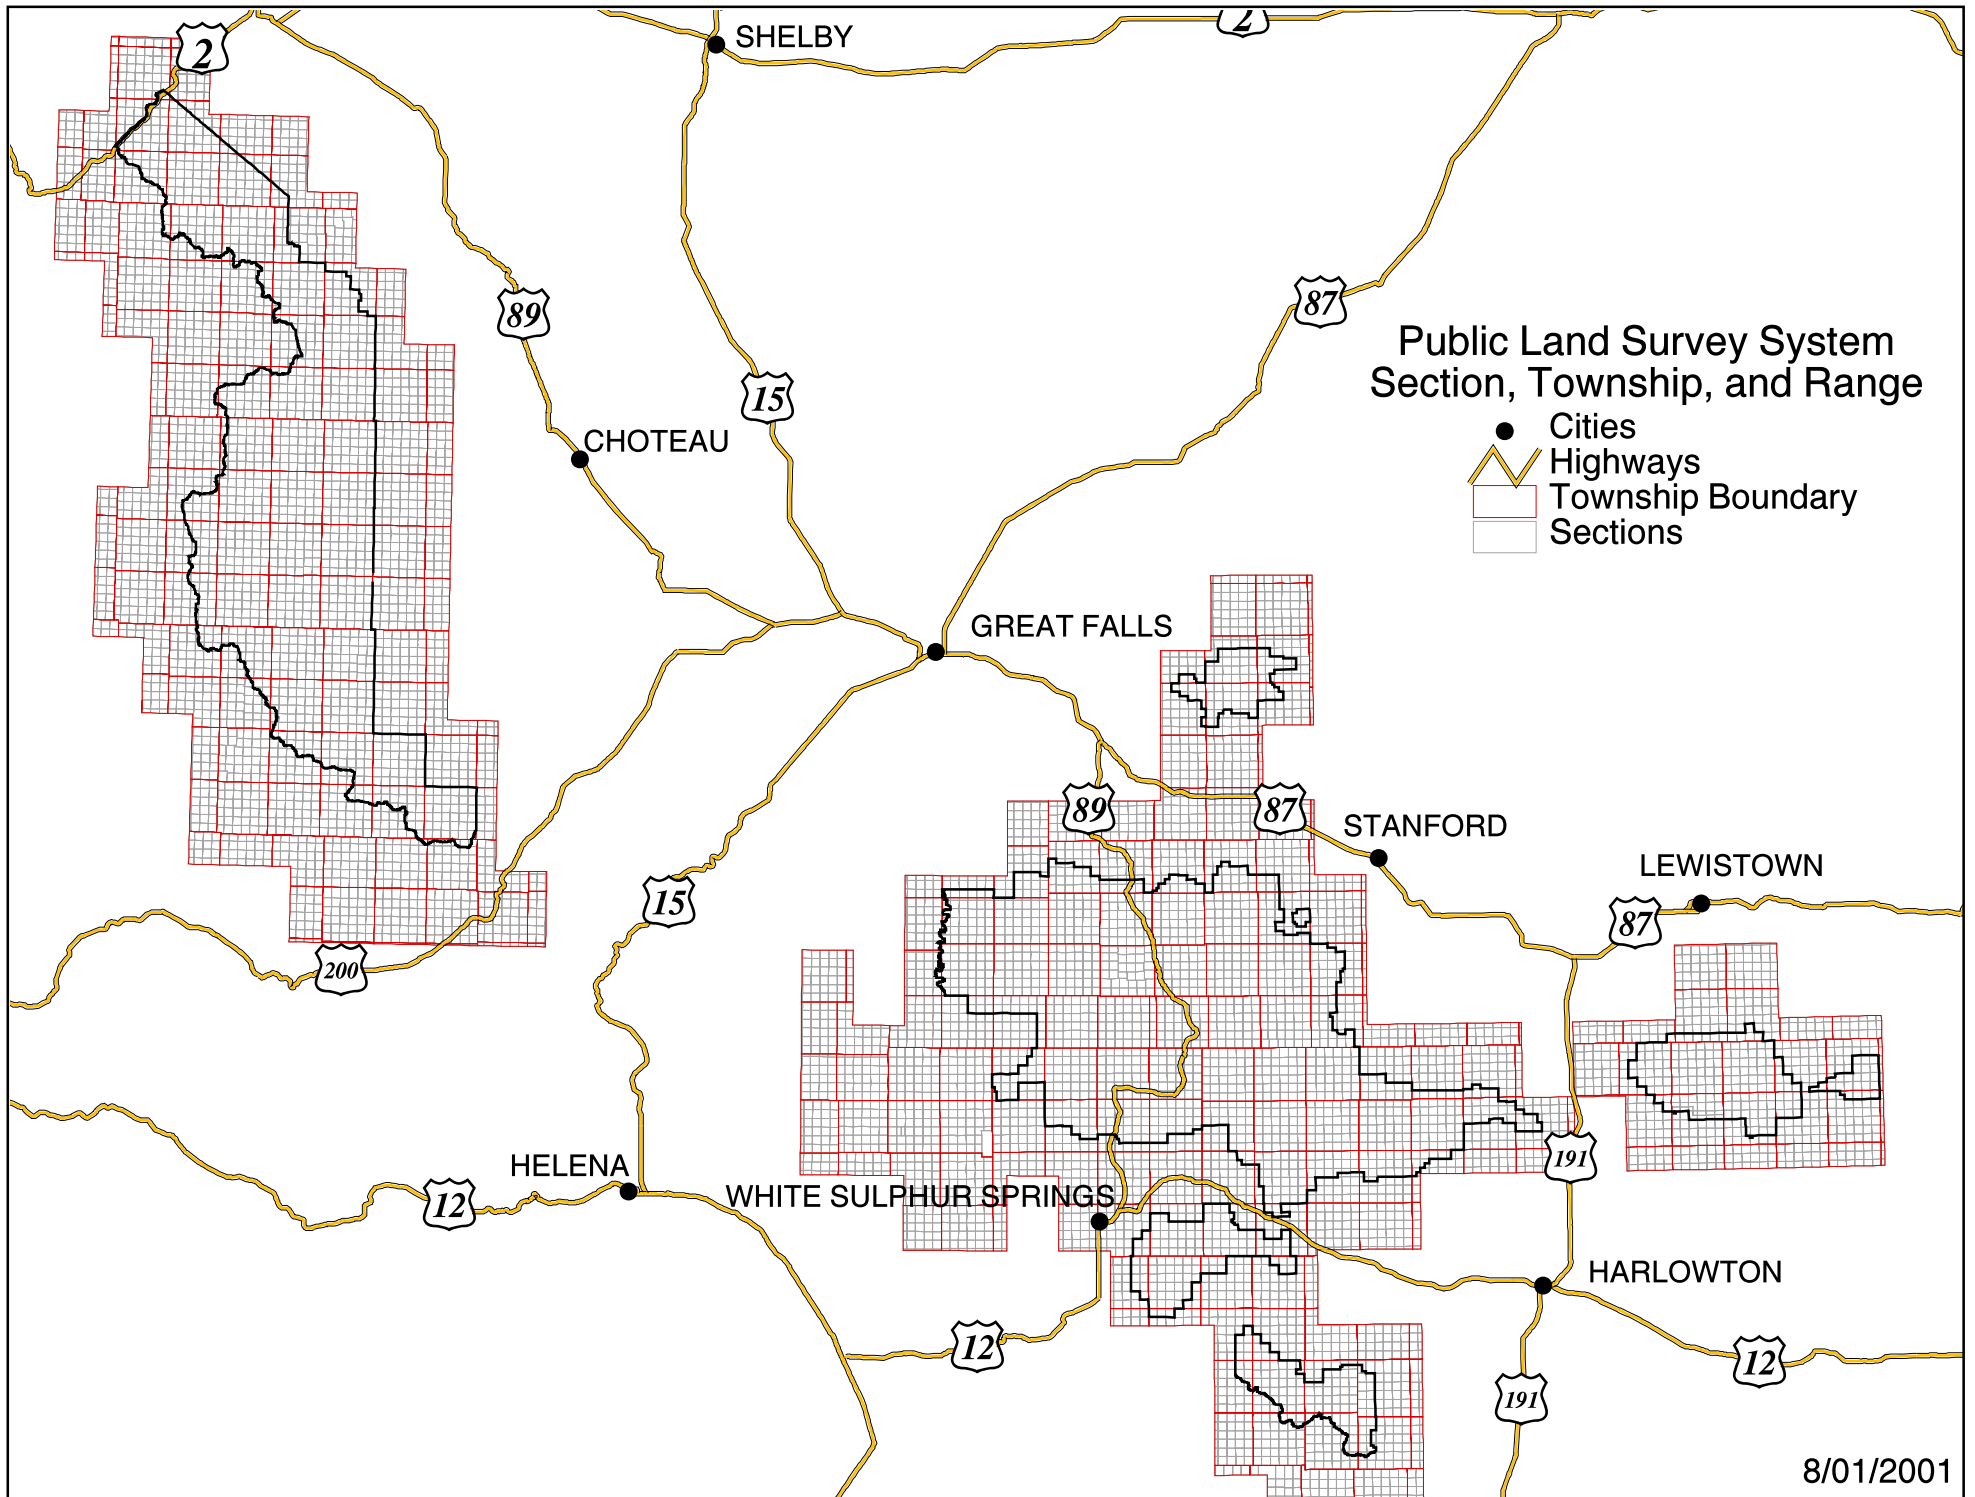 2
SHELBY
2
89
87
15
Public Land Survey System
Section, Township, and Range
Cities
Highways
Township Boundary
Sections
CHOTEAU
GREAT FALLS
89
87
STANFORD
LEWISTOWN
87
15
200
HELENA
12
WHITE SULPHUR SPRINGS
191
HARLOWTON
12
12
191
8/01/2001